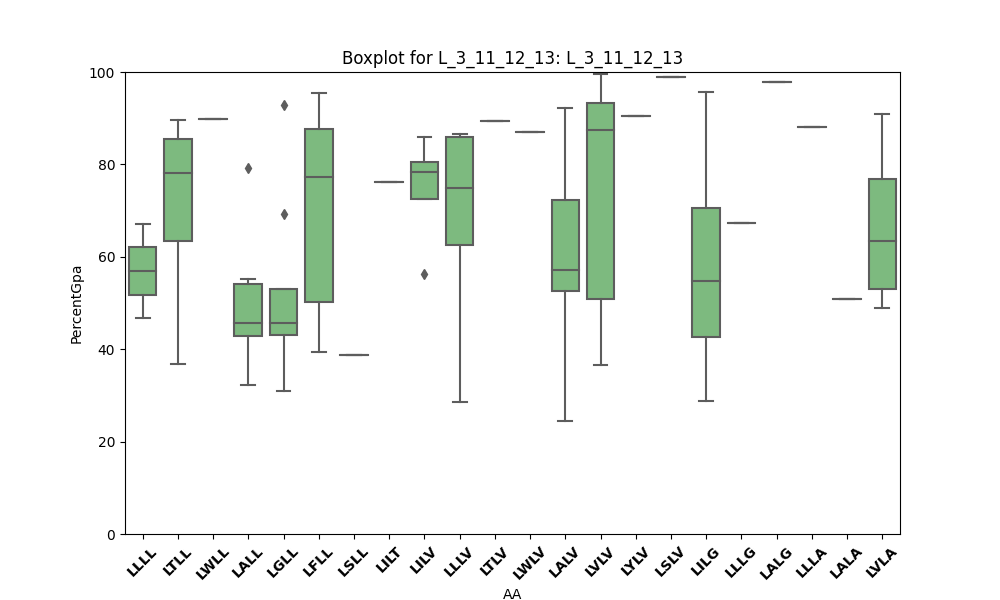 Boxplot for L_3_11_12_13: L_3_11_12_13
PercentGpa
100
80
60
40
20
0
LLLL LTLL LWLL LALL LGLL LFLL LSLL LILT LILV LLLV LTLV LWLV LALV LVLV LYLV LSLV LILG LLLG LALG LLLA LALA LVLA
AA